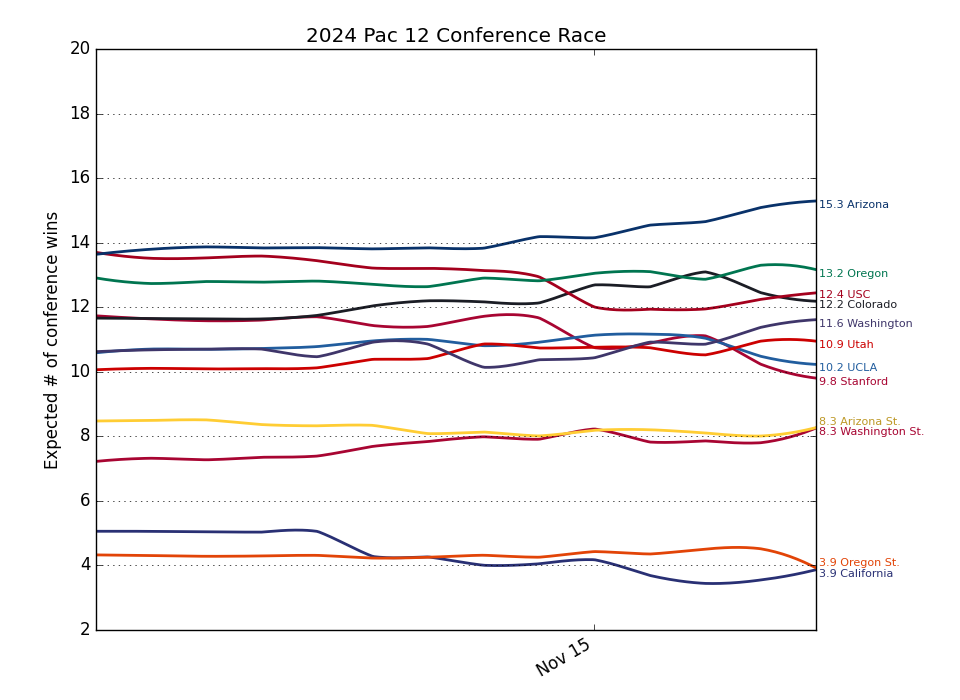 2024 Pac 12 Conference Race
Expected # of conference wins
20
18
16
14
12
10
8
6
4
2
Nov 15
15.3 Arizona
13.2 Oregon
12.4 USC
12.2 Colorado
11.6 Washington
10.9 Utah
10.2 UCLA
9.8 Stanford
8.3 Arizona St.
8.3 Washington St.
3.9 Oregon St.
3.9 California